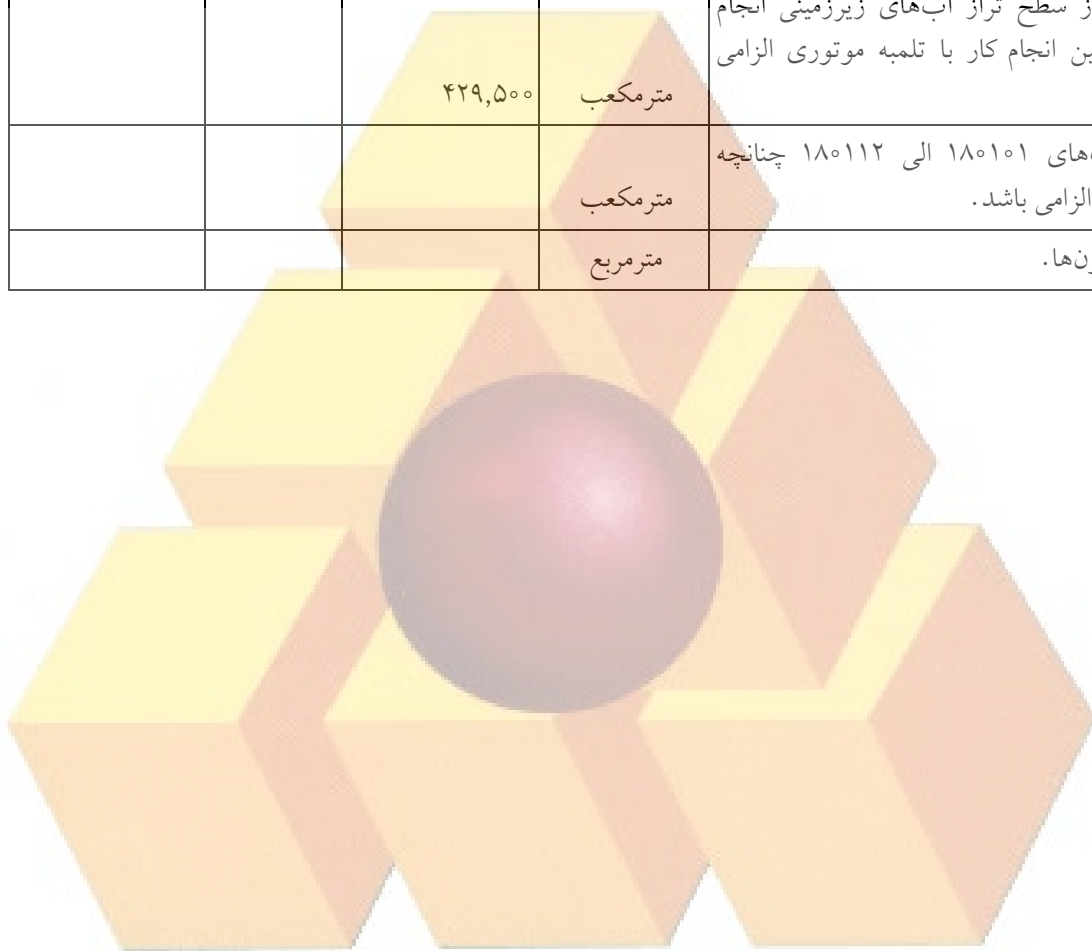 ز سطح تراز آب‌های زیرزمینی انجام
ین انجام کار با تلمبه موتوری الزامی
مترمکعب ۴۲۹,۵۰۰
های ۱۸۰۱۰۱ الی ۱۸۰۱۱۲ چنانچه
الزامی باشد. مترمکعب
ن‌ها. مترمربع